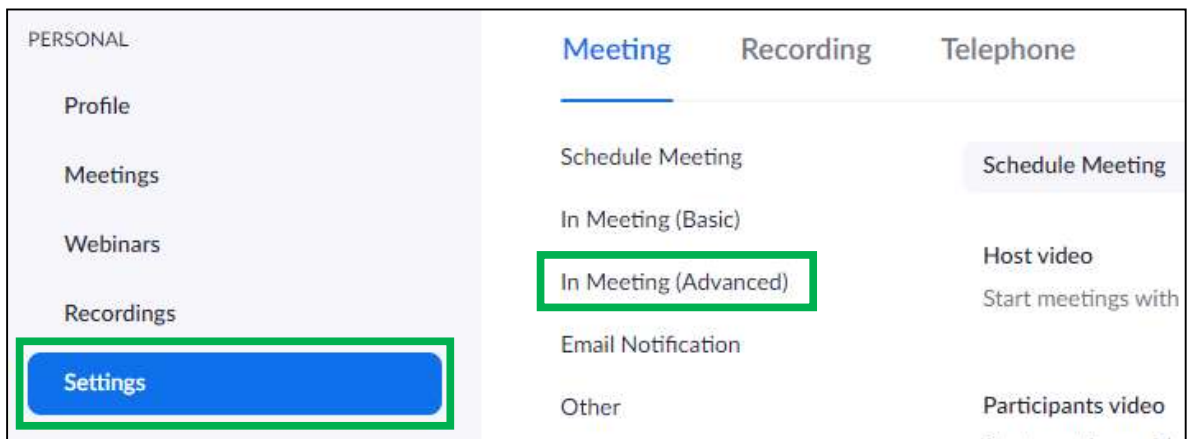 PERSONAL
Profile
Meetings
Webinars
Recordings
Settings
Meeting Recording Telephone
Schedule Meeting
In Meeting (Basic)
In Meeting (Advanced)
Email Notification
Other
Schedule Meeting
Host video
Start meetings with
Participants video